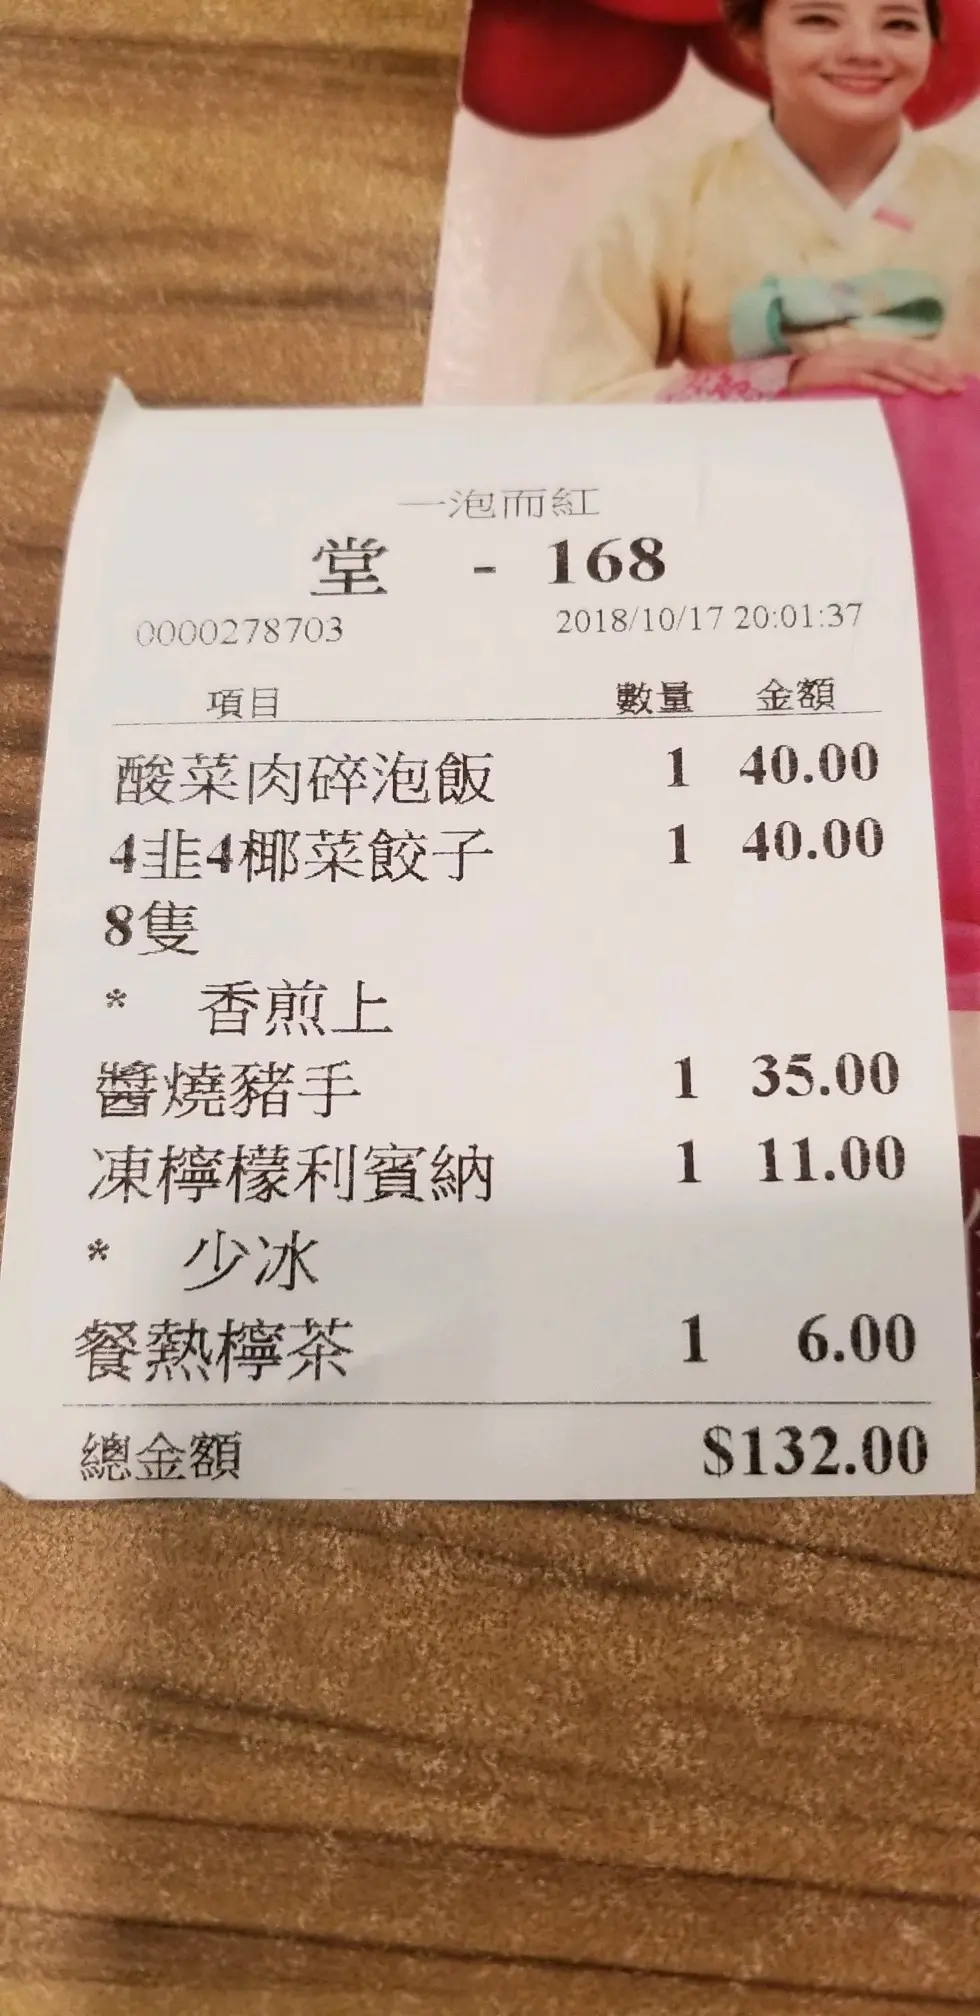 一泡而紅
堂 - 168
0000278703 2018/10/17 20:01:37
項目 數量 金額
酸菜肉碎泡飯 1 40.00
4韭4椰菜餃子 1 40.00
8隻
* 香煎上
醬燒豬手 1 35.00
凍檸檬利賓納 1 11.00
* 少冰
餐熱檸茶 1 6.00
總金額 $132.00